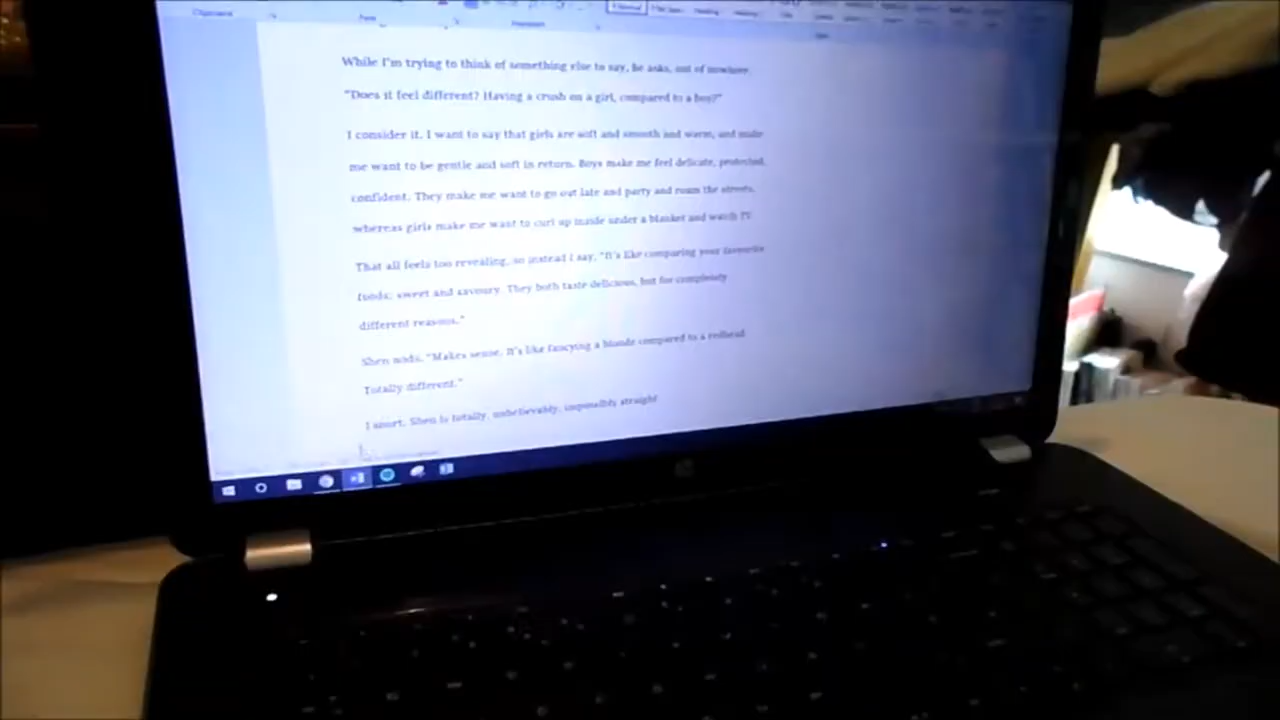 Clipboard
Font
Paragraph
Normal
While I'm trying to think of something else to say, he asks, out of nowhere,
"Does it feel different? Having a crush on a girl, compared to a boy?"
I consider it. I want to say that girls are soft and smooth and warm, and make
me want to be gentle and soft in return. Boys make me feel delicate, protected,
confident. They make me want to go out late and party and roam the streets,
whereas girls make me want to curl up inside under a blanket and watch TV.
That all feels too revealing, so instead I say, "It's like comparing your favourite
foods; sweet and savoury. They both taste delicious, but for completely
different reasons."
Shen nods. "Makes sense. It's like fancying a blonde compared to a redhead.
Totally different."
I snort. Shen is totally, unbelievably, impossibly straight